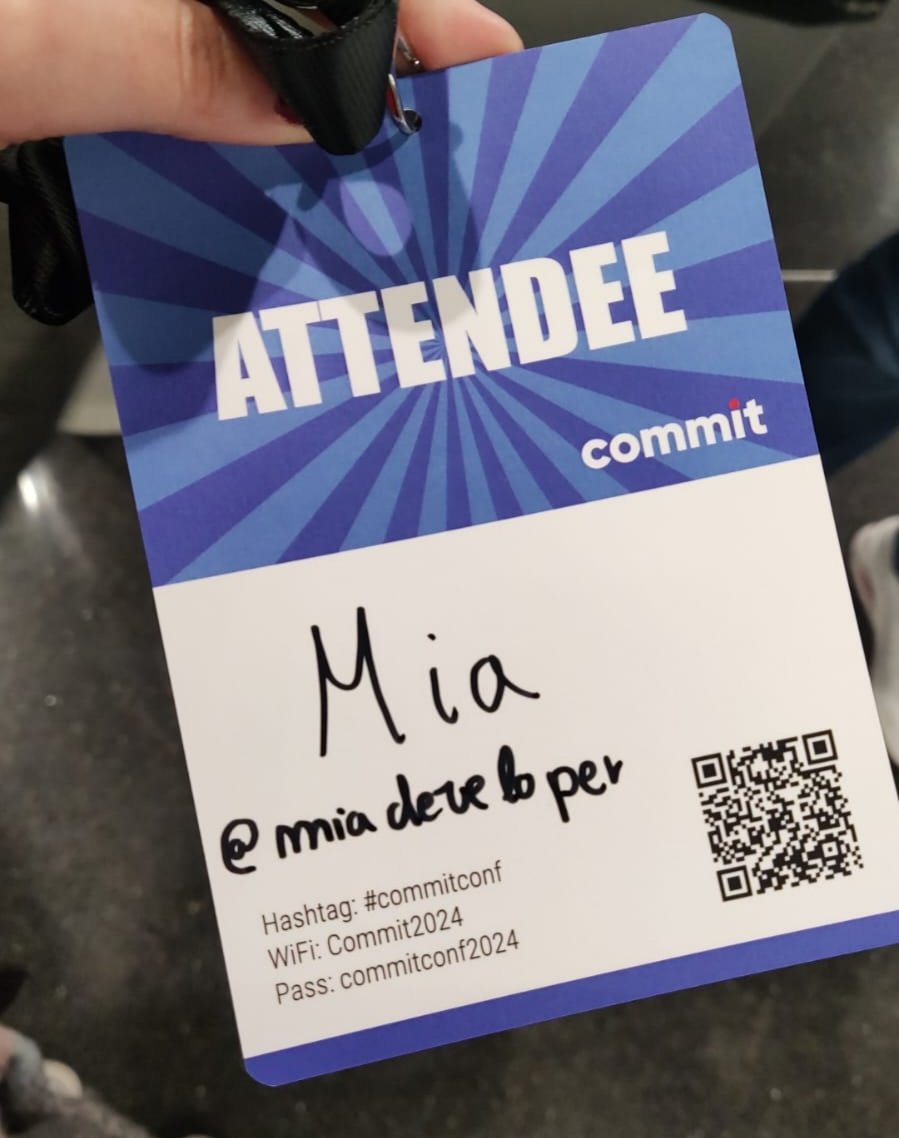 ATTENDEE
commit
Mia
@miadeveloper
Hashtag: #commitconf
WiFi: Commit2024
Pass: commitconf2024